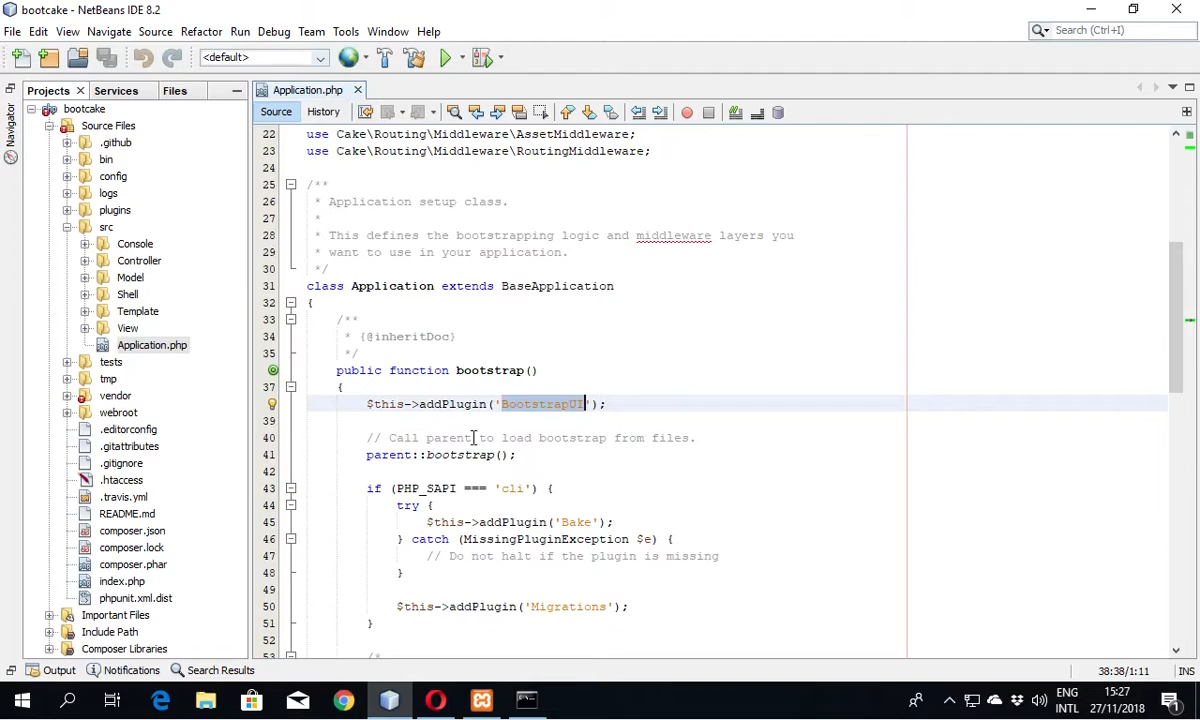 bootcake - NetBeans IDE 8.2
File Edit View Navigate Source Refactor Run Debug Team Tools Window Help
Search (Ctrl+I)
<default>
Projects Services Files
Application.php
Navigator
Source History
bootcake
Source Files
.github
bin
config
logs
plugins
src
Console
Controller
Model
Shell
Template
View
Application.php
tests
tmp
vendor
webroot
.editorconfig
.gitattributes
.gitignore
.htaccess
.travis.yml
README.md
composer.json
composer.lock
composer.phar
index.php
phpunit.xml.dist
Important Files
Include Path
Composer Libraries
22 use Cake\Routing\Middleware\AssetMiddleware;
23 use Cake\Routing\Middleware\RoutingMiddleware;
24
25 /**
26 * Application setup class.
27 *
28 * This defines the bootstrapping logic and middleware layers you
29 * want to use in your application.
30 */
31 class Application extends BaseApplication
32 {
33 /**
34 * {@inheritDoc}
35 */
public function bootstrap()
37 {
$this->addPlugin('BootstrapUI');
39
40 // Call parent to load bootstrap from files.
41 parent::bootstrap();
42
43 if (PHP_SAPI === 'cli') {
44 try {
45 $this->addPlugin('Bake');
46 } catch (MissingPluginException $e) {
47 // Do not halt if the plugin is missing
48 }
49
50 $this->addPlugin('Migrations');
51 }
52
53 /*
Output Notifications Search Results
38:38/1:11 INS
ENG
INTL
15:27
27/11/2018
1